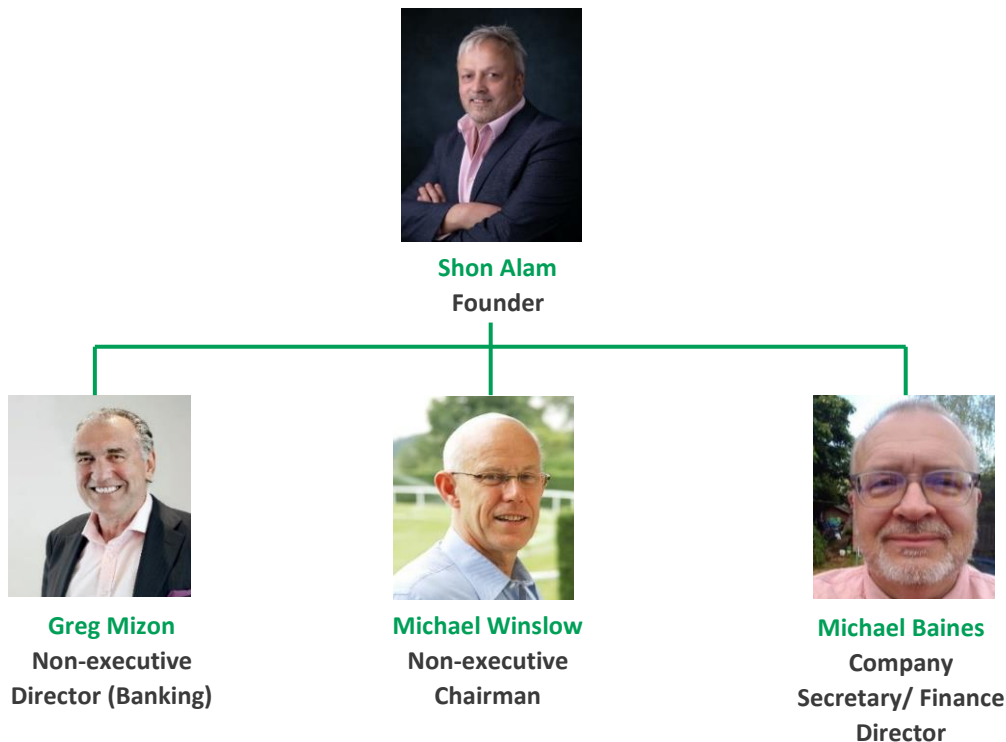 Shon Alam
Founder
Greg Mizon
Non-executive
Director (Banking)
Michael Winslow
Non-executive
Chairman
Michael Baines
Company
Secretary/ Finance
Director